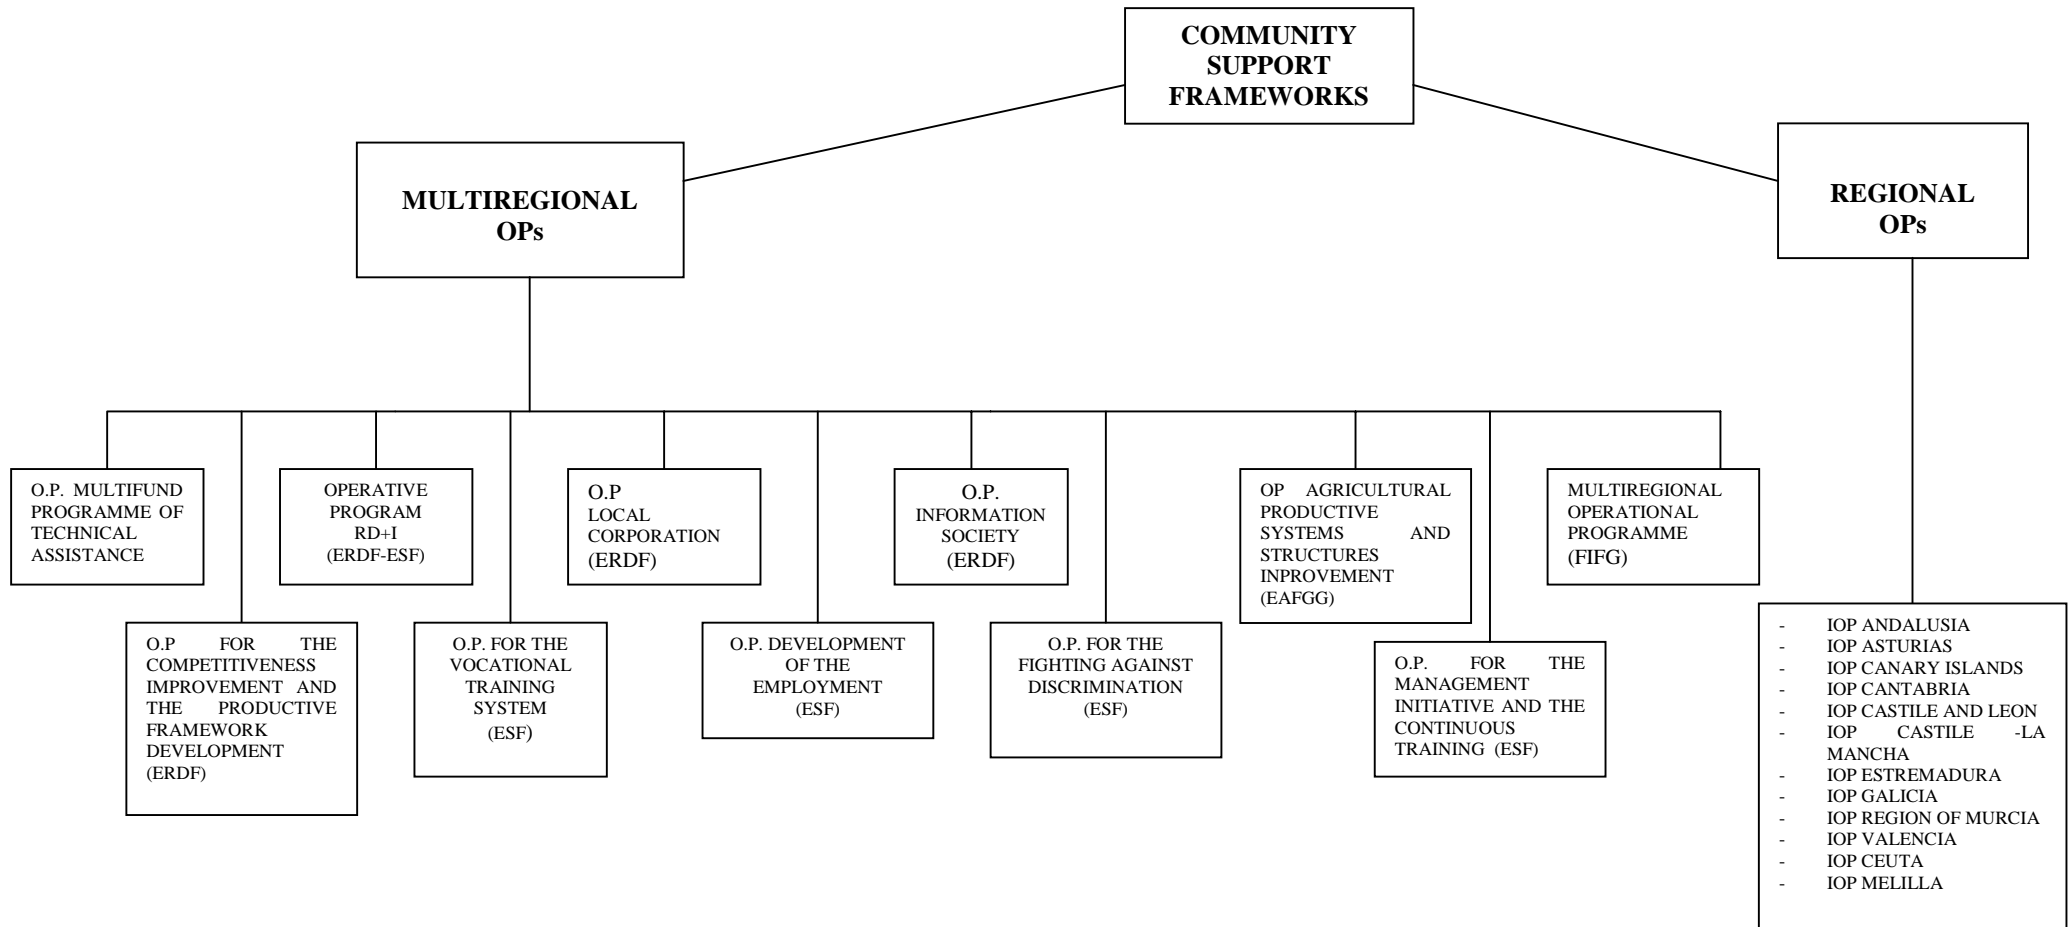 COMMUNITY
SUPPORT
FRAMEWORKS
MULTIREGIONAL
OPs
REGIONAL
OPs
O.P. MULTIFUND
PROGRAMME OF
TECHNICAL
ASSISTANCE
OPERATIVE
PROGRAM
RD+I
(ERDF-ESF)
O.P
LOCAL
CORPORATION
(ERDF)
O.P.
INFORMATION
SOCIETY
(ERDF)
OP AGRICULTURAL
PRODUCTIVE
SYSTEMS AND
STRUCTURES
INPROVEMENT
(EAFGG)
MULTIREGIONAL
OPERATIONAL
PROGRAMME
(FIFG)
O.P FOR THE
COMPETITIVENESS
IMPROVEMENT AND
THE PRODUCTIVE
FRAMEWORK
DEVELOPMENT
(ERDF)
O.P. FOR THE
VOCATIONAL
TRAINING
SYSTEM
(ESF)
O.P. DEVELOPMENT
OF THE
EMPLOYMENT
(ESF)
O.P. FOR THE
FIGHTING AGAINST
DISCRIMINATION
(ESF)
O.P. FOR THE
MANAGEMENT
INITIATIVE AND THE
CONTINUOUS
TRAINING (ESF)
- IOP ANDALUSIA
- IOP ASTURIAS
- IOP CANARY ISLANDS
- IOP CANTABRIA
- IOP CASTILE AND LEON
- IOP CASTILE -LA
MANCHA
- IOP ESTREMADURA
- IOP GALICIA
- IOP REGION OF MURCIA
- IOP VALENCIA
- IOP CEUTA
- IOP MELILLA